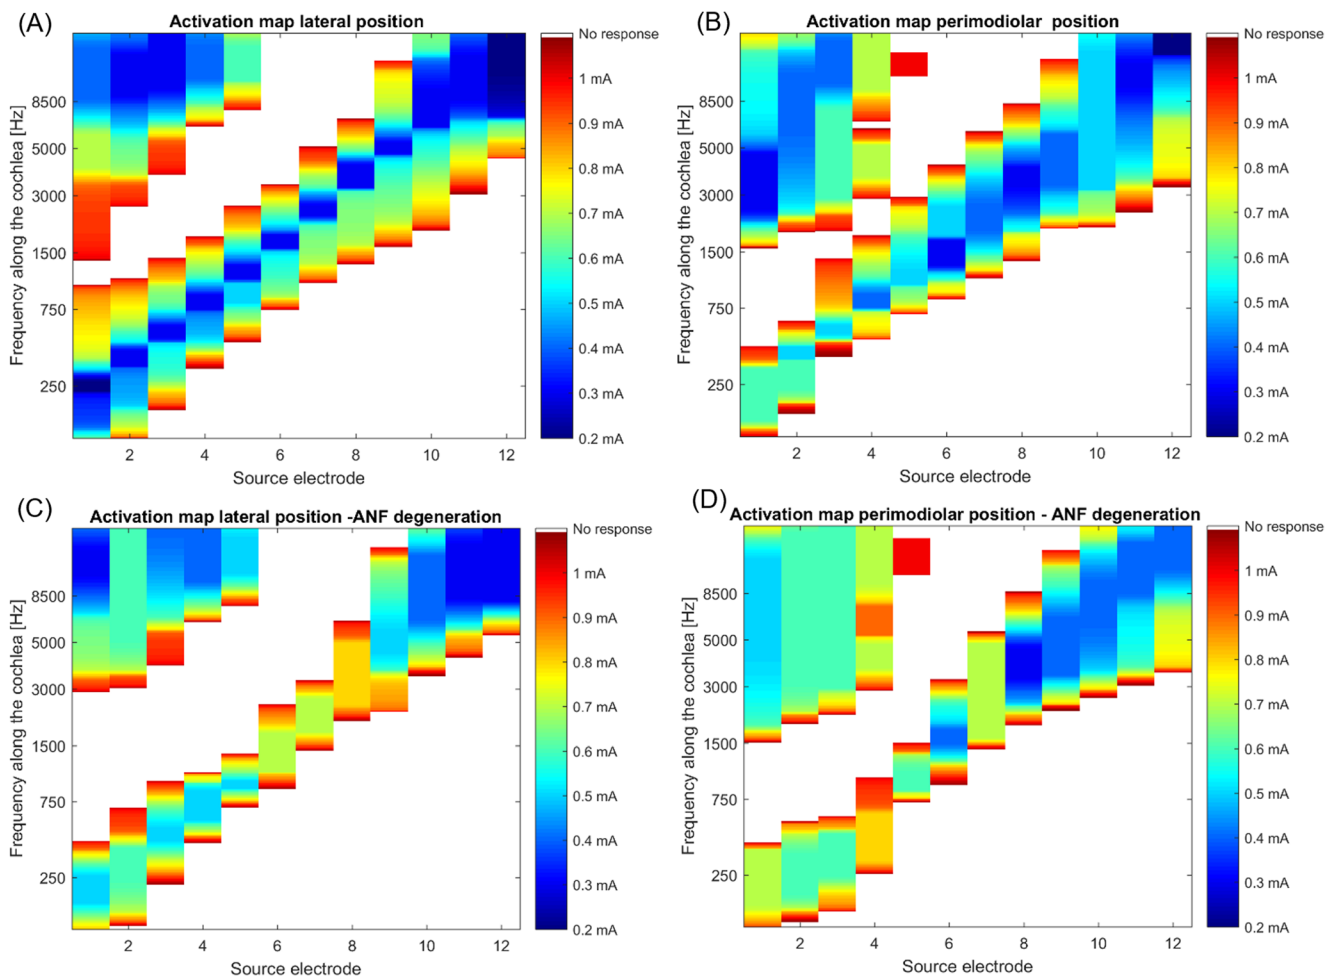 (A)
Activation map lateral position
No response
1 mA
0.9 mA
0.8 mA
0.7 mA
0.6 mA
0.5 mA
0.4 mA
0.3 mA
0.2 mA
Frequency along the cochlea [Hz]
8500
5000
3000
1500
750
250
2 4 6 8 10 12
Source electrode
(B)
Activation map perimodiolar position
No response
1 mA
0.9 mA
0.8 mA
0.7 mA
0.6 mA
0.5 mA
0.4 mA
0.3 mA
0.2 mA
Frequency along the cochlea [Hz]
8500
5000
3000
1500
750
250
2 4 6 8 10 12
Source electrode
(C)
Activation map lateral position -ANF degeneration
No response
1 mA
0.9 mA
0.8 mA
0.7 mA
0.6 mA
0.5 mA
0.4 mA
0.3 mA
0.2 mA
Frequency along the cochlea [Hz]
8500
5000
3000
1500
750
250
2 4 6 8 10 12
Source electrode
(D)
Activation map perimodiolar position - ANF degeneration
No response
1 mA
0.9 mA
0.8 mA
0.7 mA
0.6 mA
0.5 mA
0.4 mA
0.3 mA
0.2 mA
Frequency along the cochlea [Hz]
8500
5000
3000
1500
750
250
2 4 6 8 10 12
Source electrode